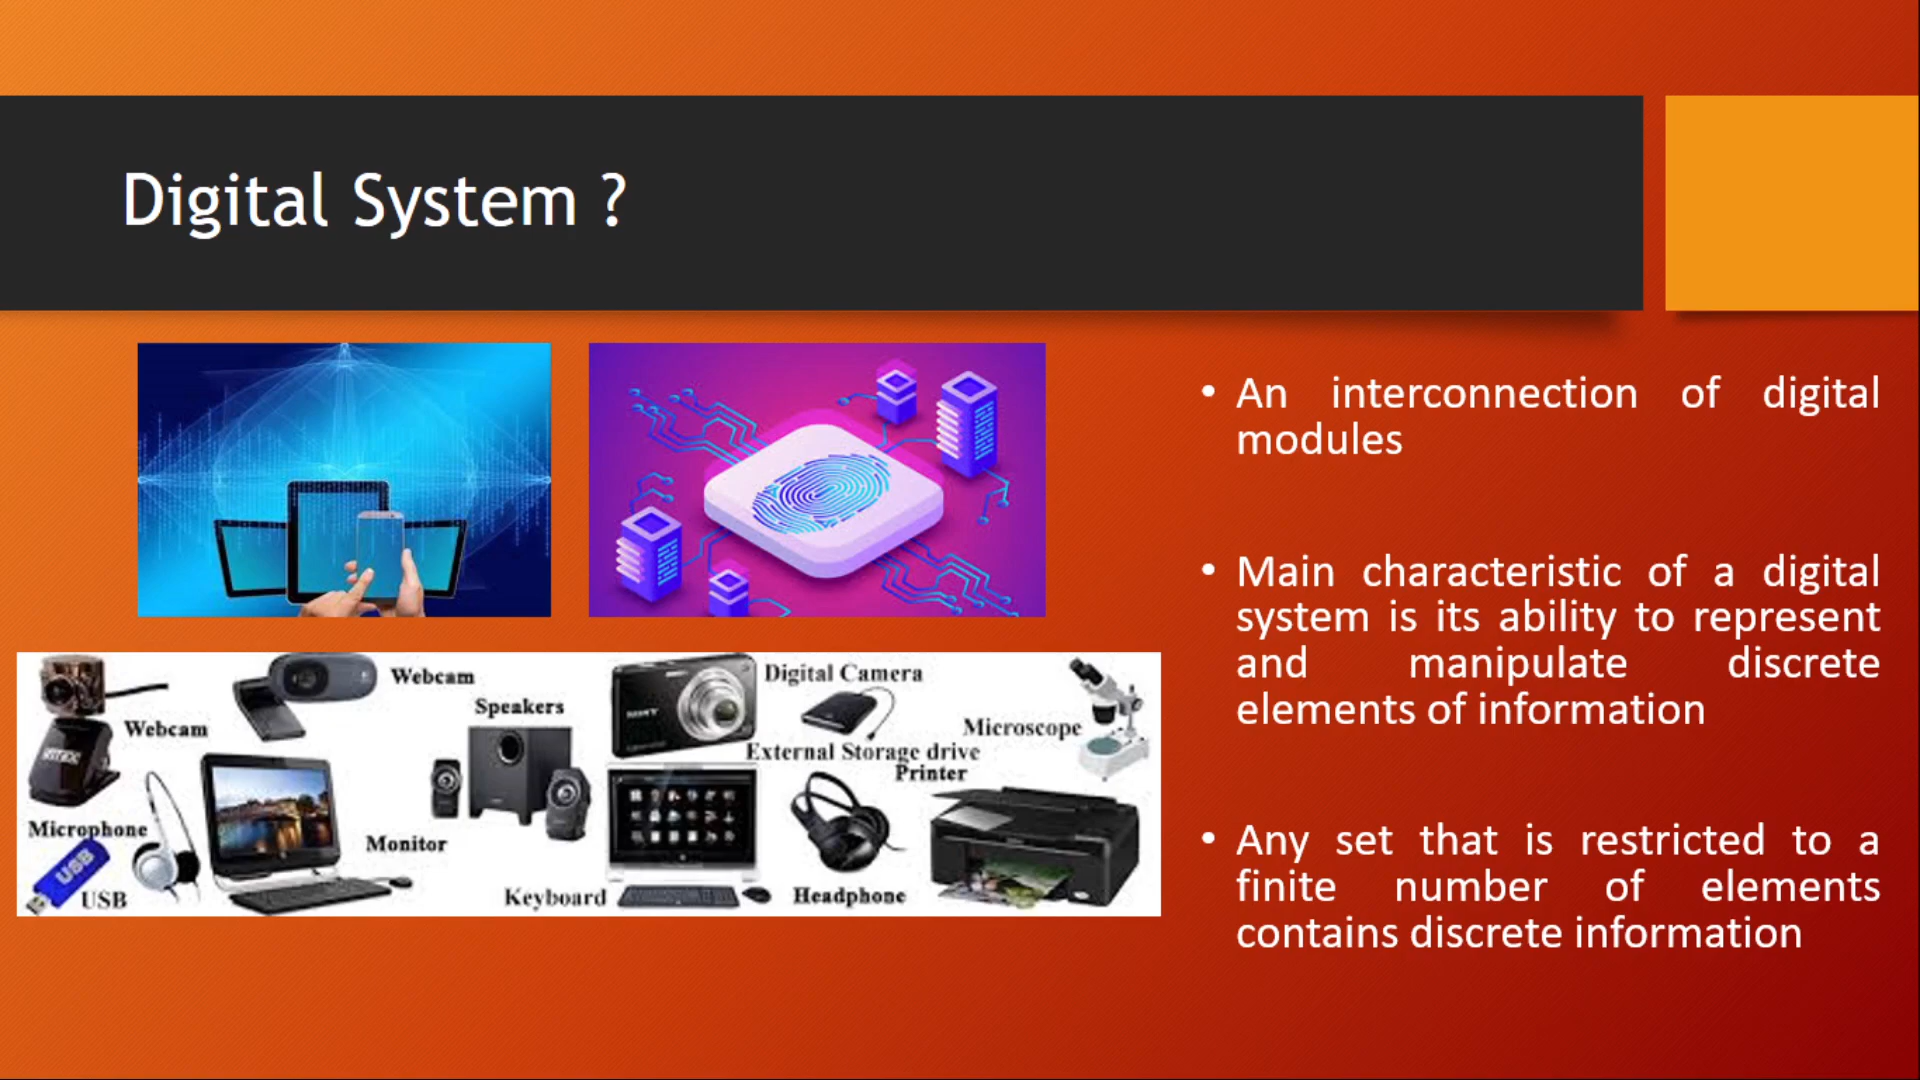 Digital System ?
• An interconnection of digital
modules
• Main characteristic of a digital
system is its ability to represent
and manipulate discrete
elements of information
• Any set that is restricted to a
finite number of elements
contains discrete information
Webcam
Digital Camera
Speakers
Webcam
Microscope
External Storage drive
Printer
Microphone
Monitor
USB
USB
Keyboard
Headphone
SONY